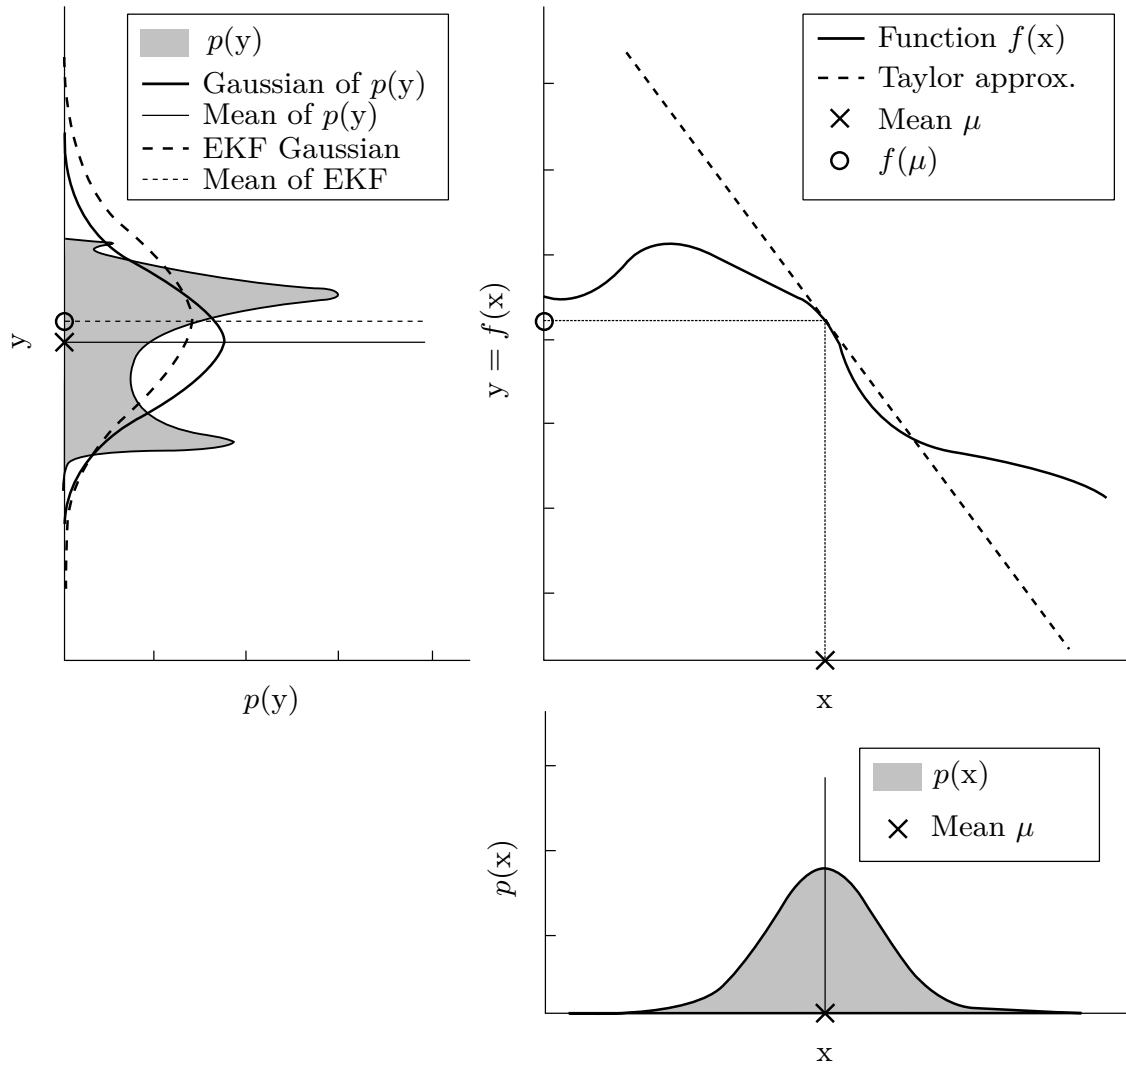 p(y)
Gaussian of p(y)
Mean of p(y)
EKF Gaussian
Mean of EKF
y
p(y)
Function f(x)
Taylor approx.
Mean μ
f(μ)
y = f(x)
x
p(x)
Mean μ
p(x)
x